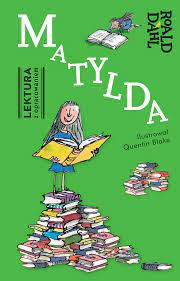 ROALD DAHL
MATYLDA
LEKTURA
z opracowaniem
Ilustrował
Quentin Blake